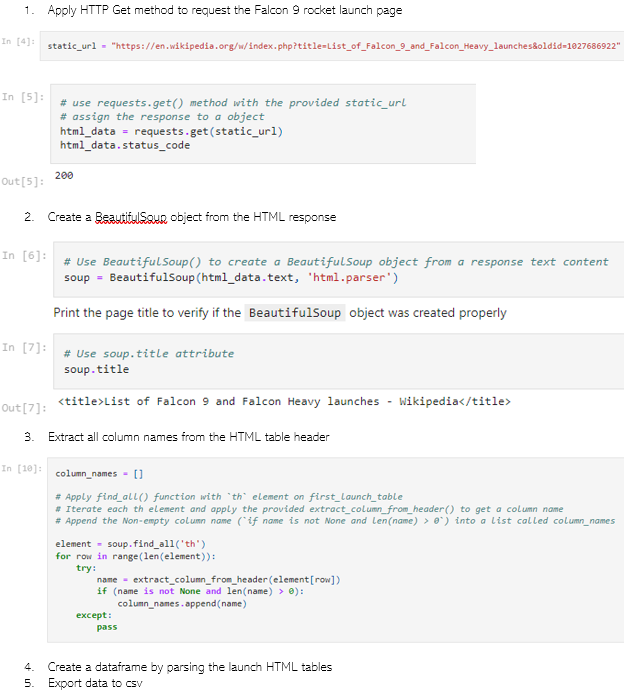 1. Apply HTTP Get method to request the Falcon 9 rocket launch page
In [4]: static_url = "https://en.wikipedia.org/w/index.php?title=List_of_Falcon_9_and_Falcon_Heavy_launches&oldid=1027686922"
In [5]: # use requests.get() method with the provided static_url
# assign the response to a object
html_data = requests.get(static_url)
html_data.status_code
Out[5]: 200
2. Create a BeautifulSoup object from the HTML response
In [6]: # Use BeautifulSoup() to create a BeautifulSoup object from a response text content
soup = BeautifulSoup(html_data.text, 'html.parser')
Print the page title to verify if the BeautifulSoup object was created properly
In [7]: # Use soup.title attribute
soup.title
Out[7]: <title>List of Falcon 9 and Falcon Heavy launches - Wikipedia</title>
3. Extract all column names from the HTML table header
In [10]: column_names = []
# Apply find_all() function with `th` element on first_launch_table
# Iterate each th element and apply the provided extract_column_from_header() to get a column name
# Append the Non-empty column name (`if name is not None and len(name) > 0`) into a list called column_names
element = soup.find_all('th')
for row in range(len(element)):
try:
name = extract_column_from_header(element[row])
if (name is not None and len(name) > 0):
column_names.append(name)
except:
pass
4. Create a dataframe by parsing the launch HTML tables
5. Export data to csv